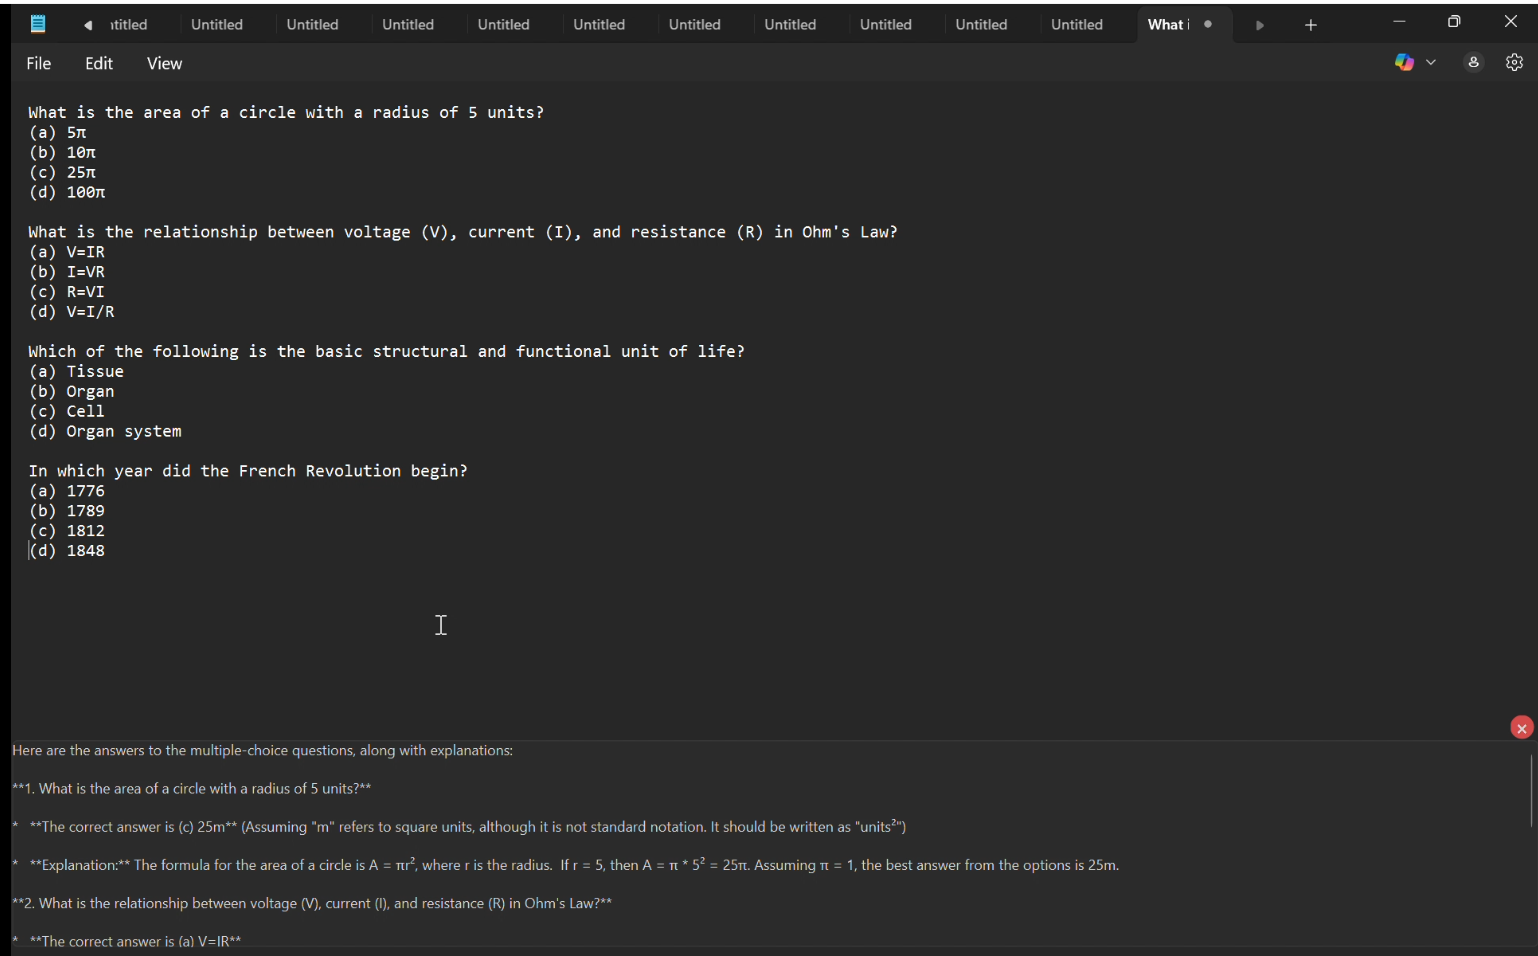 ntitled Untitled Untitled Untitled Untitled Untitled Untitled Untitled Untitled Untitled Untitled What i
File Edit View
What is the area of a circle with a radius of 5 units?
(a) 5π
(b) 10π
(c) 25π
(d) 100π
What is the relationship between voltage (V), current (I), and resistance (R) in Ohm's Law?
(a) V=IR
(b) I=VR
(c) R=VI
(d) V=I/R
Which of the following is the basic structural and functional unit of life?
(a) Tissue
(b) Organ
(c) Cell
(d) Organ system
In which year did the French Revolution begin?
(a) 1776
(b) 1789
(c) 1812
(d) 1848
Here are the answers to the multiple-choice questions, along with explanations:
**1. What is the area of a circle with a radius of 5 units?**
* **The correct answer is (c) 25m** (Assuming "m" refers to square units, although it is not standard notation. It should be written as "units²")
* **Explanation:** The formula for the area of a circle is A = πr², where r is the radius. If r = 5, then A = π * 5² = 25π. Assuming π = 1, the best answer from the options is 25m.
**2. What is the relationship between voltage (V), current (I), and resistance (R) in Ohm's Law?**
* **The correct answer is (a) V=IR**